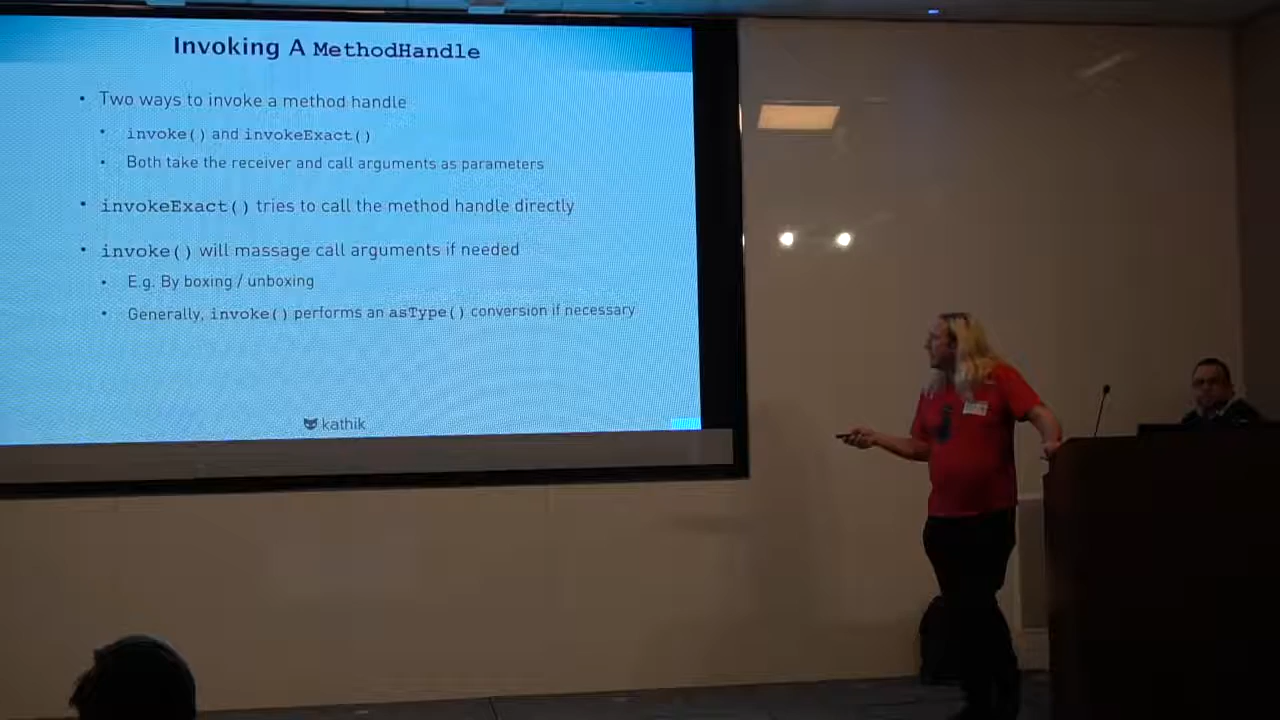 Invoking A MethodHandle
• Two ways to invoke a method handle
• invoke() and invokeExact()
• Both take the receiver and call arguments as parameters
• invokeExact() tries to call the method handle directly
• invoke() will massage call arguments if needed
• E.g. By boxing / unboxing
• Generally, invoke() performs an asType() conversion if necessary
kathik